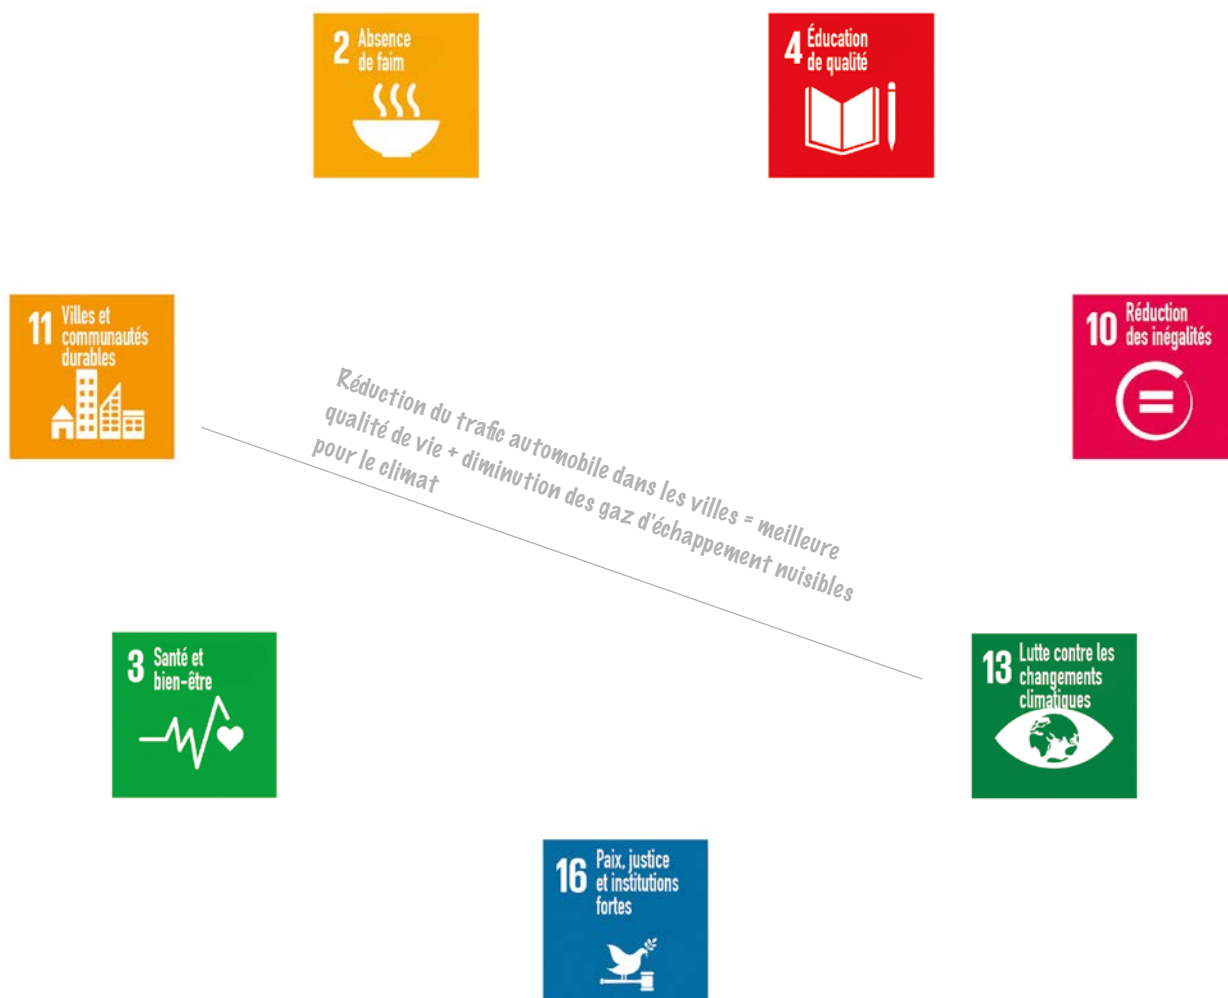 2 Absence
de faim
4 Éducation
de qualité
11 Villes et
communautés
durables
10 Réduction
des inégalités
Réduction du trafic automobile dans les villes = meilleure
qualité de vie + diminution des gaz d'échappement nuisibles
pour le climat
3 Santé et
bien-être
13 Lutte contre les
changements
climatiques
16 Paix, justice
et institutions
fortes